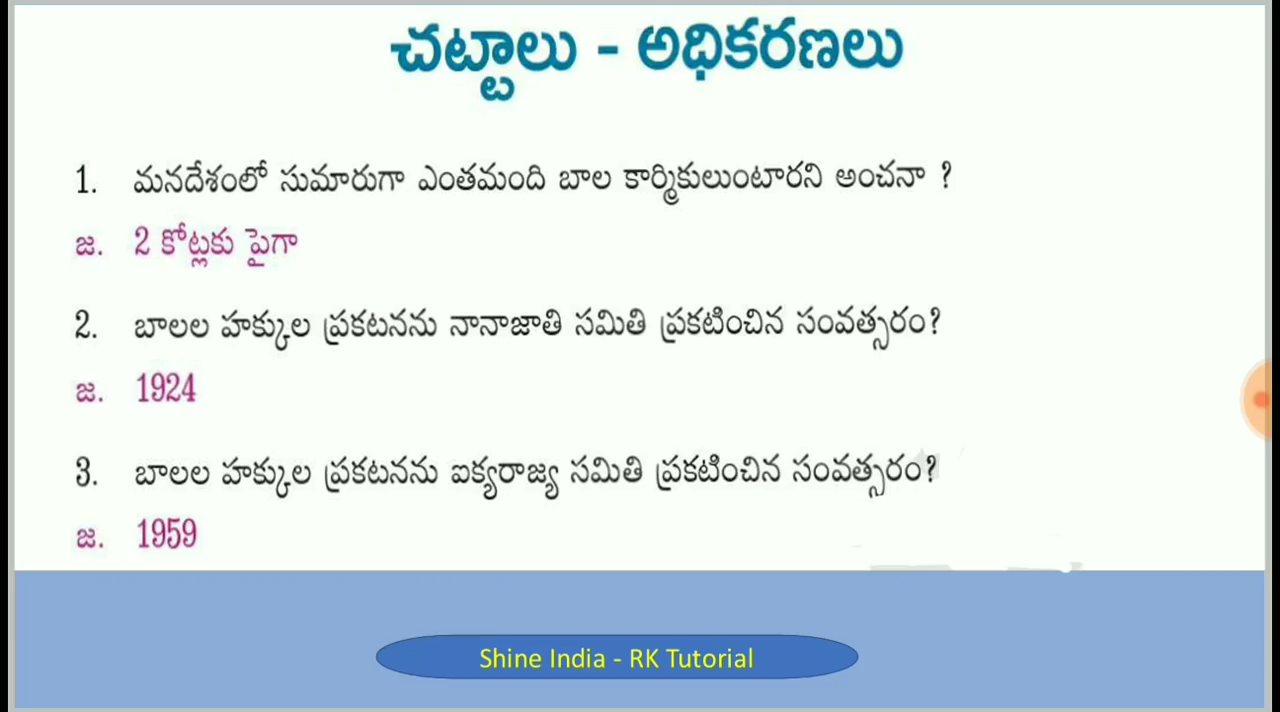 చట్టాలు - అధికరణలు
1. మనదేశంలో సుమారుగా ఎంతమంది బాల కార్మికులుంటారని అంచనా ?
జ. 2 కోట్లకు పైగా
2. బాలల హక్కుల ప్రకటనను నానాజాతి సమితి ప్రకటించిన సంవత్సరం?
జ. 1924
3. బాలల హక్కుల ప్రకటనను ఐక్యరాజ్య సమితి ప్రకటించిన సంవత్సరం?
జ. 1959
Shine India - RK Tutorial